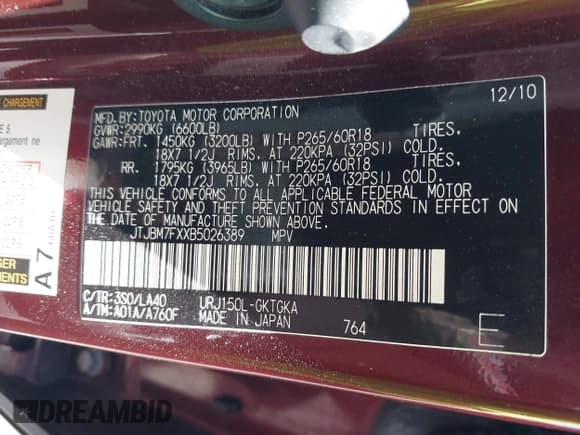 MFD.BY:TOYOTA MOTOR CORPORATION 12/10
GVWR:2990KG (6600LB)
GAWR:FRT. 1450KG (3200LB) WITH P265/60R18 TIRES,
18X7 1/2J RIMS, AT 220KPA (32PSI) COLD.
RR. 1795KG (3965LB) WITH P265/60R18 TIRES,
18X7 1/2J RIMS, AT 220KPA (32PSI) COLD.
THIS VEHICLE CONFORMS TO ALL APPLICABLE FEDERAL MOTOR
VEHICLE SAFETY AND THEFT PREVENTION STANDARDS IN EFFECT ON
THE DATE OF MANUFACTURE SHOWN ABOVE.
JTJBM7FXXB5026389 MPV
C/TR:3S0/LA40 URJ150L-GKTGKA
A/TM:A01A/A760F MADE IN JAPAN 764 E
A7
DREAMBID